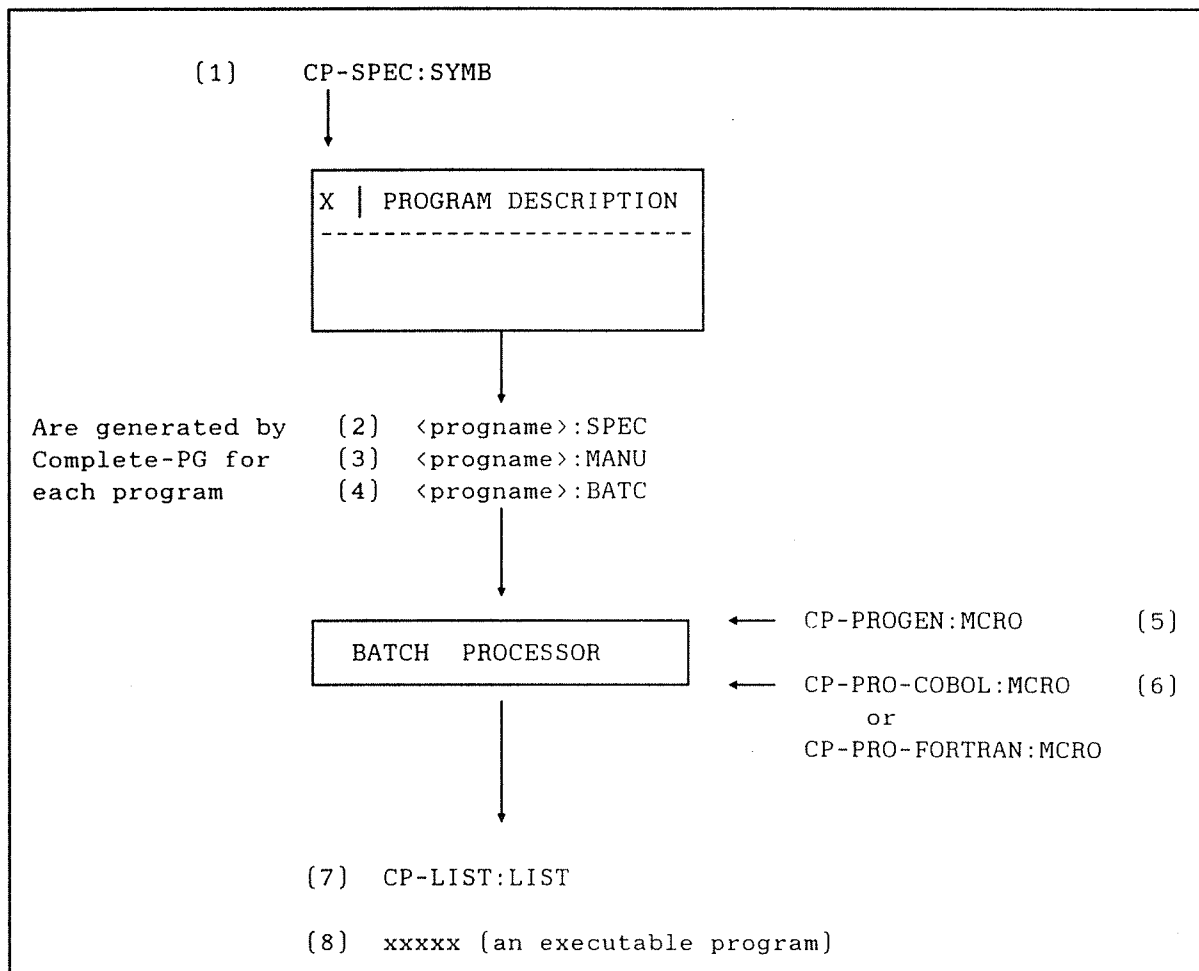 (1) CP-SPEC:SYMB
X | PROGRAM DESCRIPTION
------------------------
Are generated by (2) <progname>:SPEC
Complete-PG for (3) <progname>:MANU
each program (4) <progname>:BATC
CP-PROGEN:MCRO (5)
BATCH PROCESSOR
CP-PRO-COBOL:MCRO (6)
or
CP-PRO-FORTRAN:MCRO
(7) CP-LIST:LIST
(8) xxxxx (an executable program)